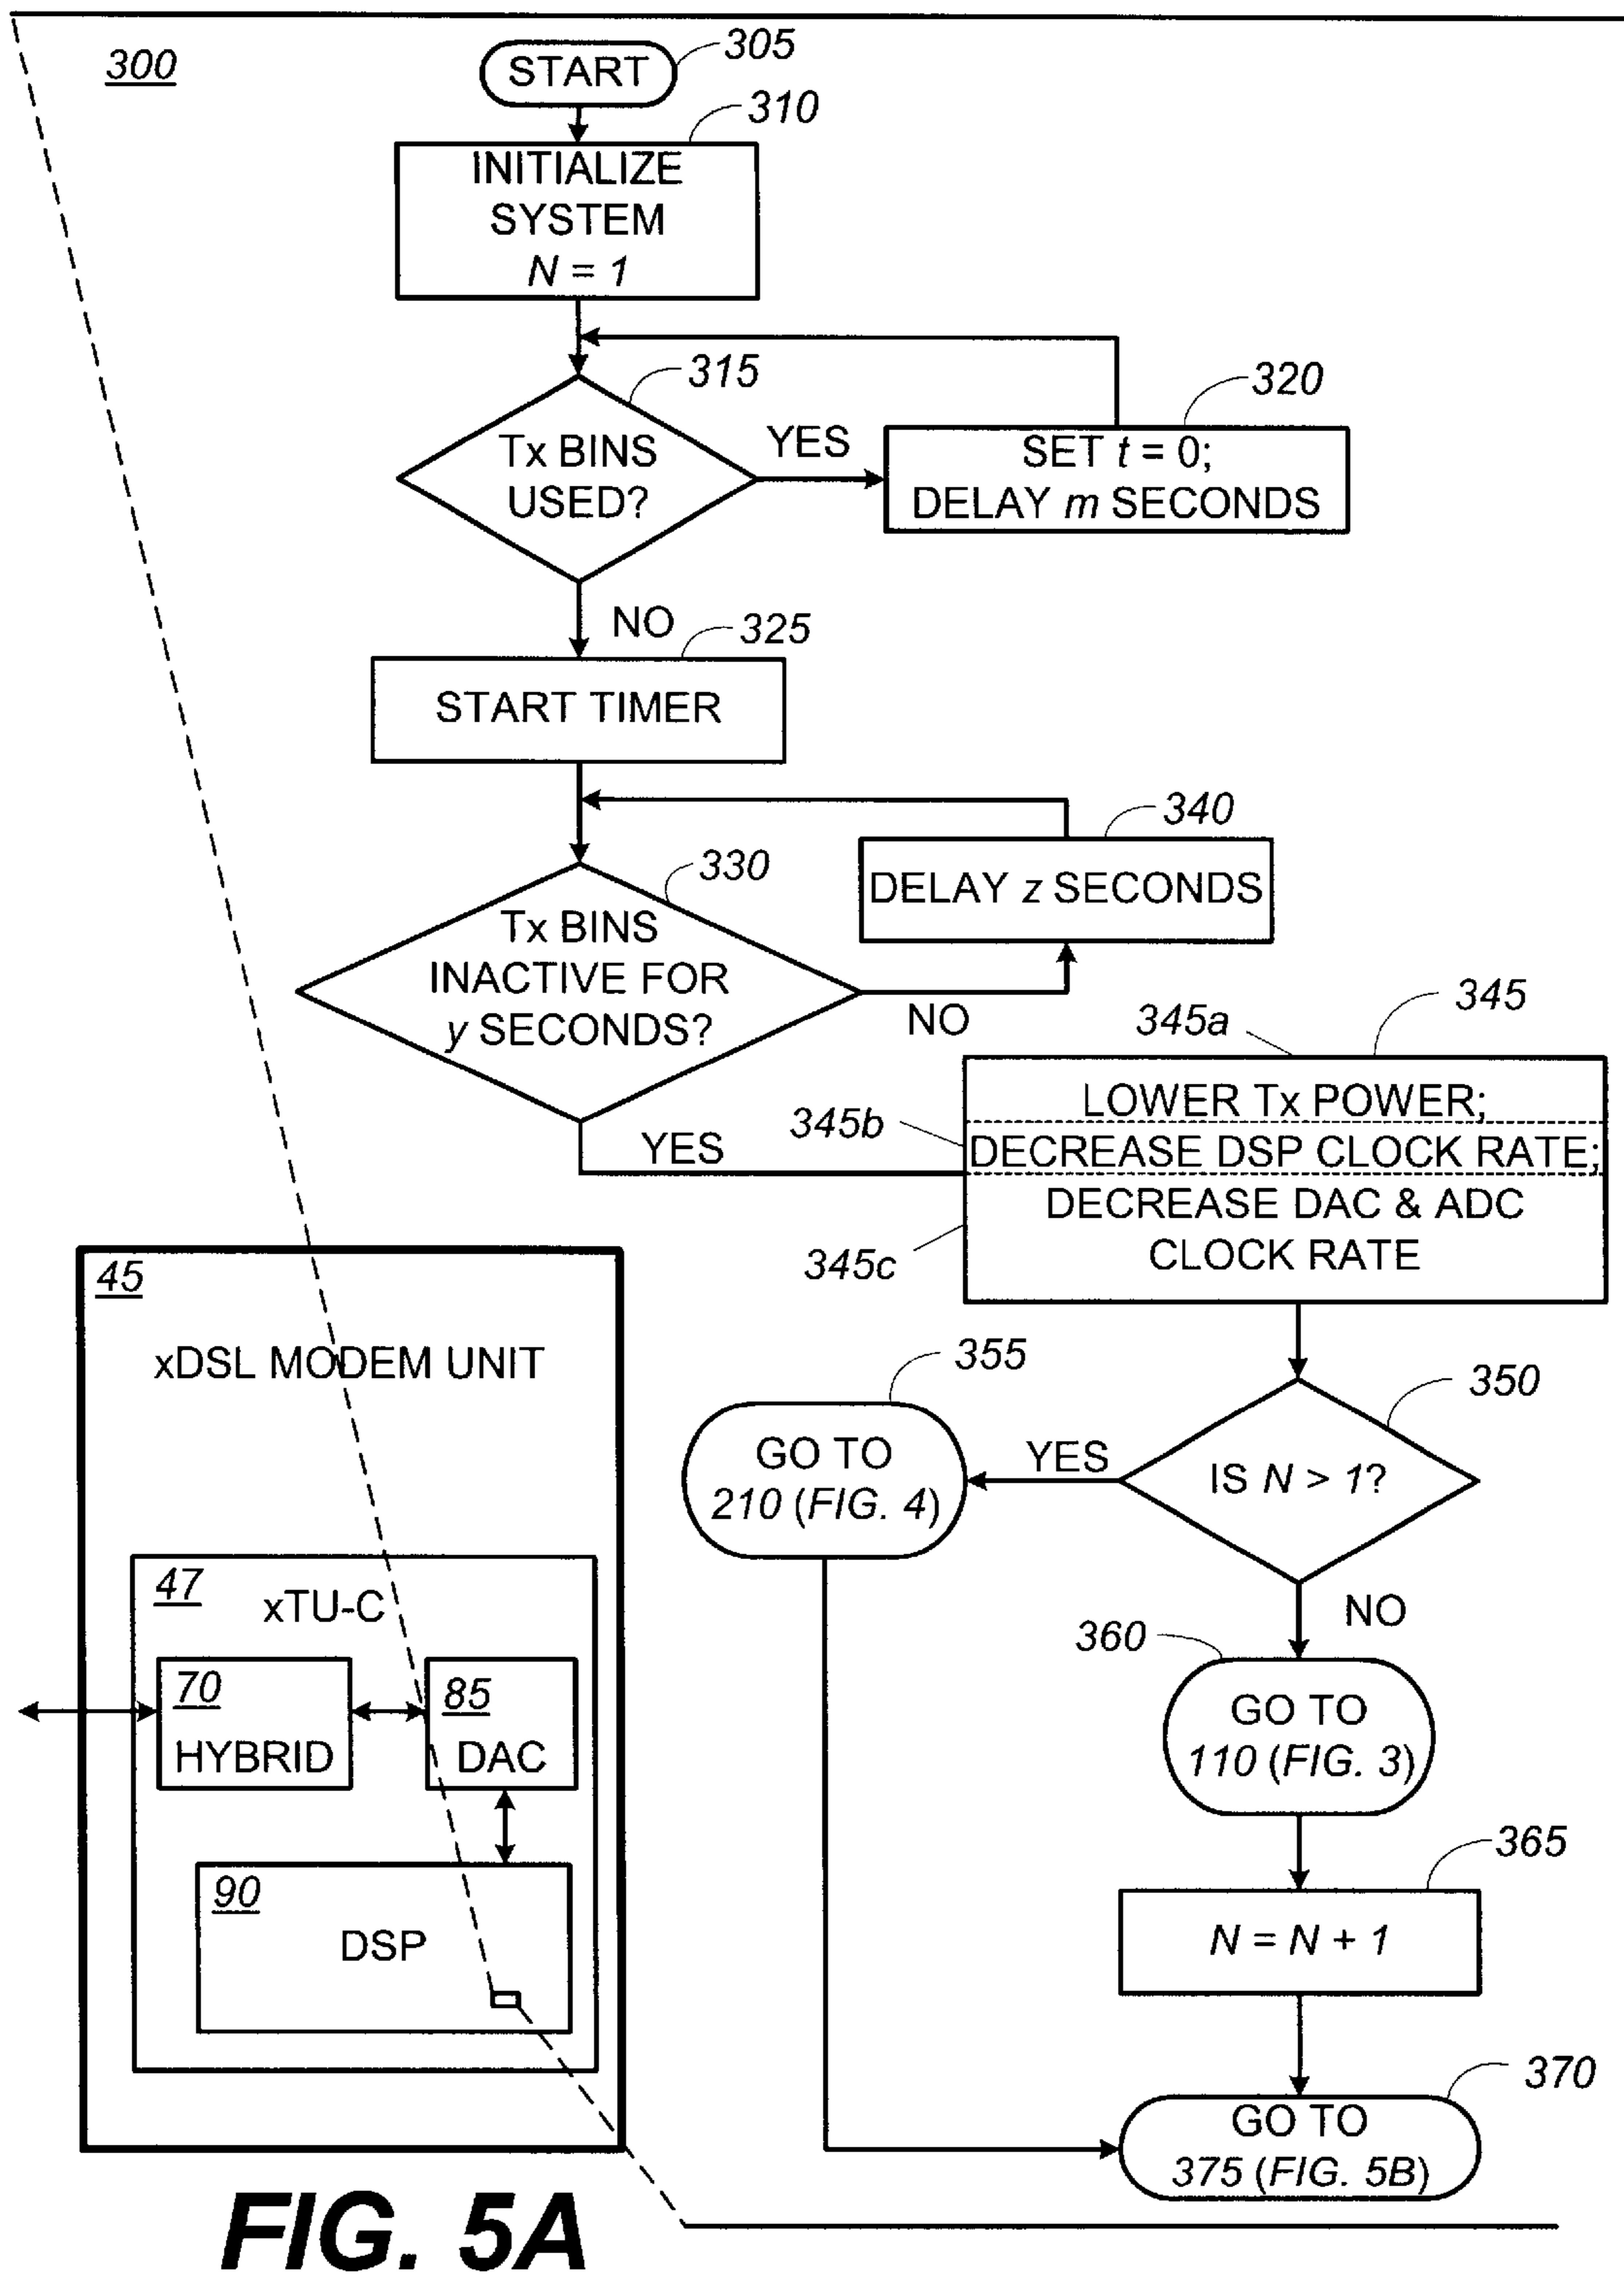 300
START
305
310
INITIALIZE
SYSTEM
N = 1
315
Tx BINS
USED?
YES
320
SET t = 0;
DELAY m SECONDS
NO
325
START TIMER
330
Tx BINS
INACTIVE FOR
y SECONDS?
340
DELAY z SECONDS
NO
YES
345
345a
LOWER Tx POWER;
345b
DECREASE DSP CLOCK RATE;
345c
DECREASE DAC & ADC
CLOCK RATE
350
IS N > 1?
YES
355
GO TO
210 (FIG. 4)
NO
360
GO TO
110 (FIG. 3)
365
N = N + 1
370
GO TO
375 (FIG. 5B)
45
xDSL MODEM UNIT
47
xTU-C
70
HYBRID
85
DAC
90
DSP
FIG. 5A